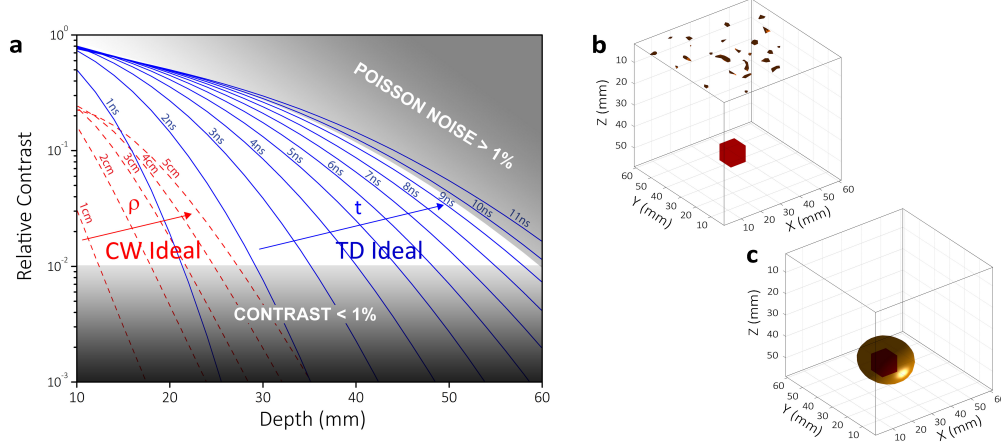 a
10⁰
10⁻¹
10⁻²
10⁻³
Relative Contrast
10
20
30
40
50
60
Depth (mm)
POISSON NOISE > 1%
CONTRAST < 1%
1ns
2ns
3ns
4ns
5ns
6ns
7ns
8ns
9ns
10ns
11ns
1cm
2cm
3cm
4cm
5cm
ρ
CW Ideal
t
TD Ideal
b
10
20
30
40
50
Z (mm)
60
50
40
30
20
10
Y (mm)
10
20
30
40
50
60
X (mm)
c
10
20
30
40
50
Z (mm)
60
50
40
30
20
10
Y (mm)
10
20
30
40
50
60
X (mm)